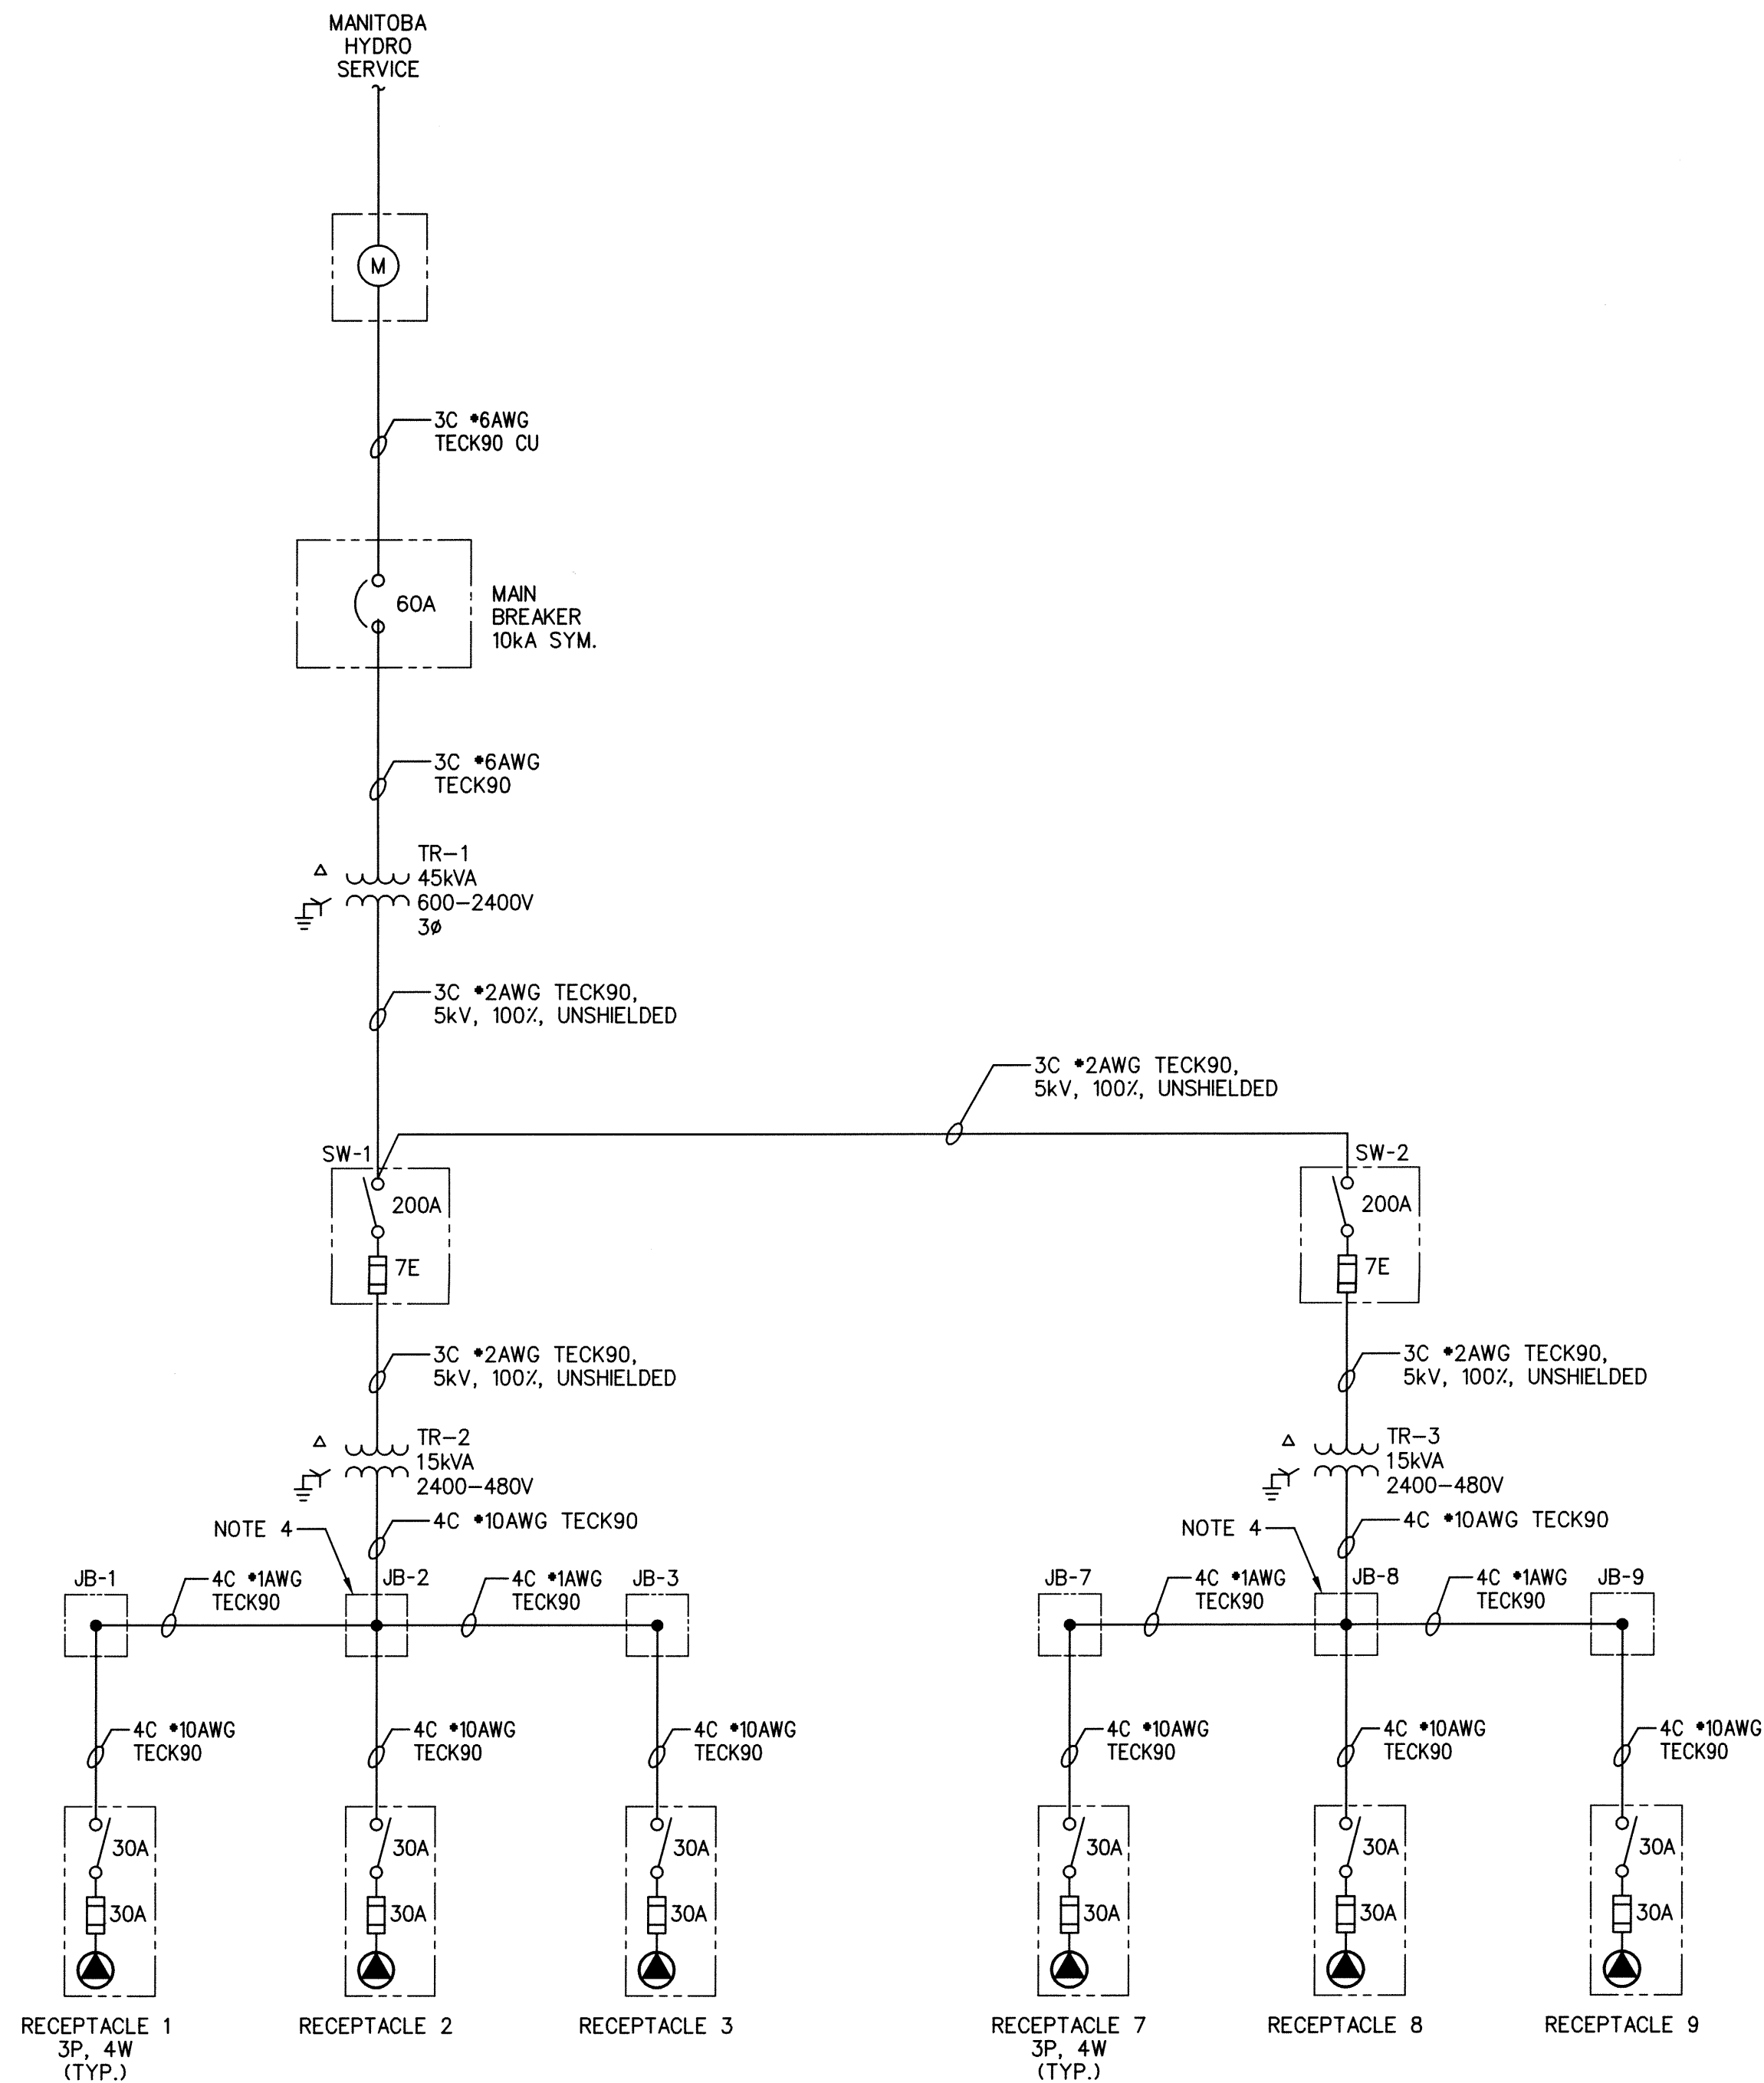 MANITOBA
HYDRO
SERVICE
M
3C #6AWG
TECK90 CU
60A
MAIN
BREAKER
10kA SYM.
3C #6AWG
TECK90
TR-1
45kVA
600-2400V
3ø
3C #2AWG TECK90,
5kV, 100%, UNSHIELDED
3C #2AWG TECK90,
5kV, 100%, UNSHIELDED
SW-1
200A
7E
SW-2
200A
7E
3C #2AWG TECK90,
5kV, 100%, UNSHIELDED
3C #2AWG TECK90,
5kV, 100%, UNSHIELDED
TR-2
15kVA
2400-480V
TR-3
15kVA
2400-480V
4C #10AWG TECK90
NOTE 4
4C #10AWG TECK90
NOTE 4
JB-1
4C #1AWG
TECK90
JB-2
4C #1AWG
TECK90
JB-3
JB-7
4C #1AWG
TECK90
JB-8
4C #1AWG
TECK90
JB-9
4C #10AWG
TECK90
4C #10AWG
TECK90
4C #10AWG
TECK90
4C #10AWG
TECK90
4C #10AWG
TECK90
4C #10AWG
TECK90
30A
30A
30A
30A
30A
30A
30A
30A
30A
30A
30A
30A
RECEPTACLE 1
3P, 4W
(TYP.)
RECEPTACLE 2
RECEPTACLE 3
RECEPTACLE 7
3P, 4W
(TYP.)
RECEPTACLE 8
RECEPTACLE 9